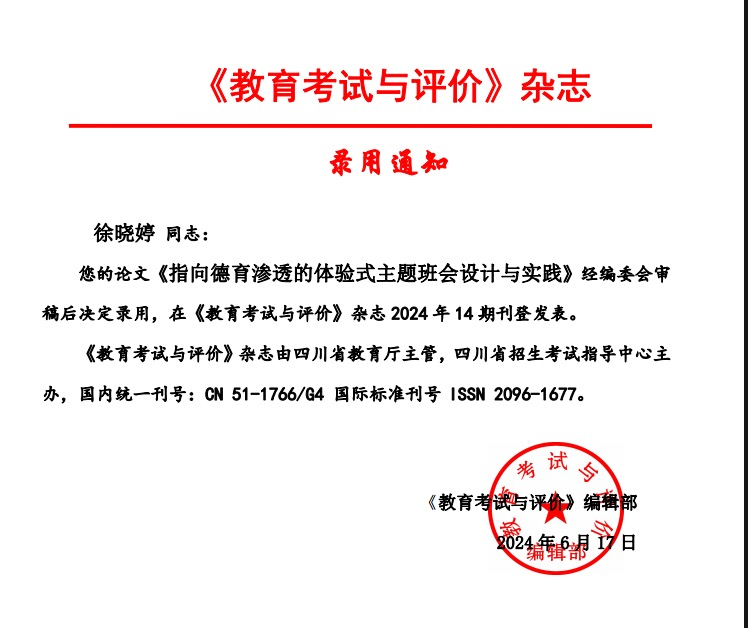 《教育考试与评价》杂志
录用通知
徐晓婷 同志：
您的论文《指向德育渗透的体验式主题班会设计与实践》经编委会审
稿后决定录用，在《教育考试与评价》杂志 2024 年 14 期刊登发表。
《教育考试与评价》杂志由四川省教育厅主管，四川省招生考试指导中心主
办，国内统一刊号：CN 51-1766/G4 国际标准刊号 ISSN 2096-1677。
《教育考试与评价》编辑部
2024 年 6 月 17 日
教育考试与评价
编辑部